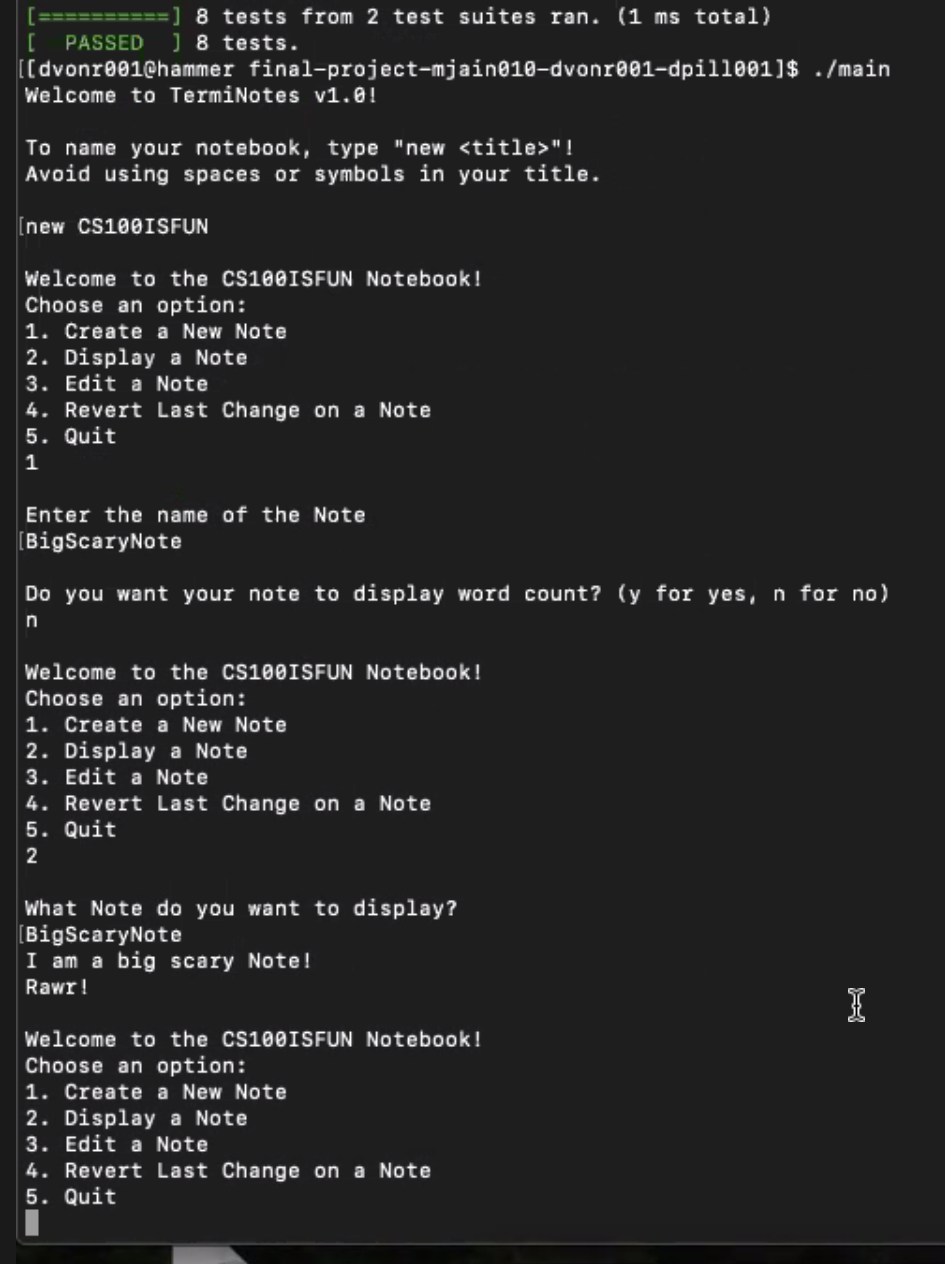 [==========] 8 tests from 2 test suites ran. (1 ms total)
[  PASSED  ] 8 tests.
[[dvonr001@hammer final-project-mjain010-dvonr001-dpill001]$ ./main
Welcome to TermiNotes v1.0!
To name your notebook, type "new <title>"!
Avoid using spaces or symbols in your title.
[new CS100ISFUN
Welcome to the CS100ISFUN Notebook!
Choose an option:
1. Create a New Note
2. Display a Note
3. Edit a Note
4. Revert Last Change on a Note
5. Quit
1
Enter the name of the Note
[BigScaryNote
Do you want your note to display word count? (y for yes, n for no)
n
Welcome to the CS100ISFUN Notebook!
Choose an option:
1. Create a New Note
2. Display a Note
3. Edit a Note
4. Revert Last Change on a Note
5. Quit
2
What Note do you want to display?
[BigScaryNote
I am a big scary Note!
Rawr!
Welcome to the CS100ISFUN Notebook!
Choose an option:
1. Create a New Note
2. Display a Note
3. Edit a Note
4. Revert Last Change on a Note
5. Quit